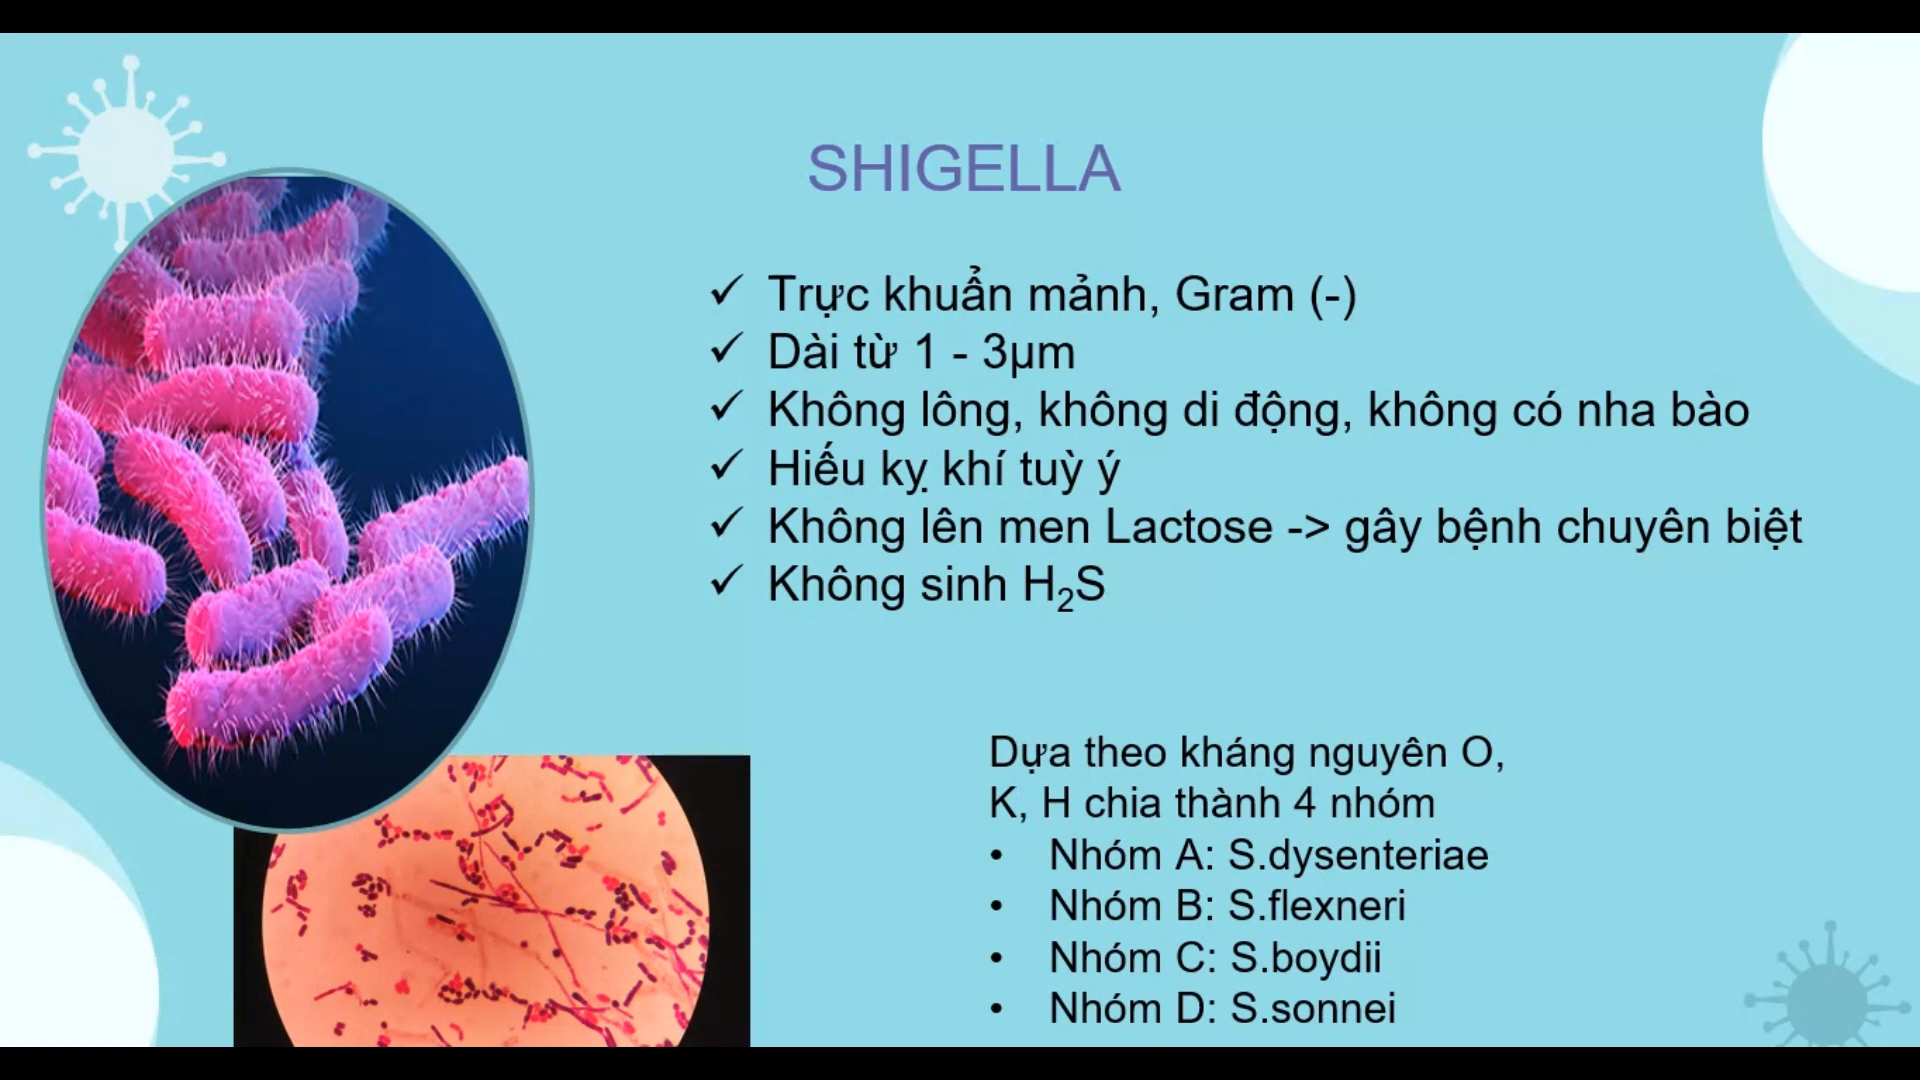 SHIGELLA
✓ Trực khuẩn mảnh, Gram (-)
✓ Dài từ 1 - 3µm
✓ Không lông, không di động, không có nha bào
✓ Hiếu kỵ khí tuỳ ý
✓ Không lên men Lactose -> gây bệnh chuyên biệt
✓ Không sinh H₂S
Dựa theo kháng nguyên O,
K, H chia thành 4 nhóm
• Nhóm A: S.dysenteriae
• Nhóm B: S.flexneri
• Nhóm C: S.boydii
• Nhóm D: S.sonnei